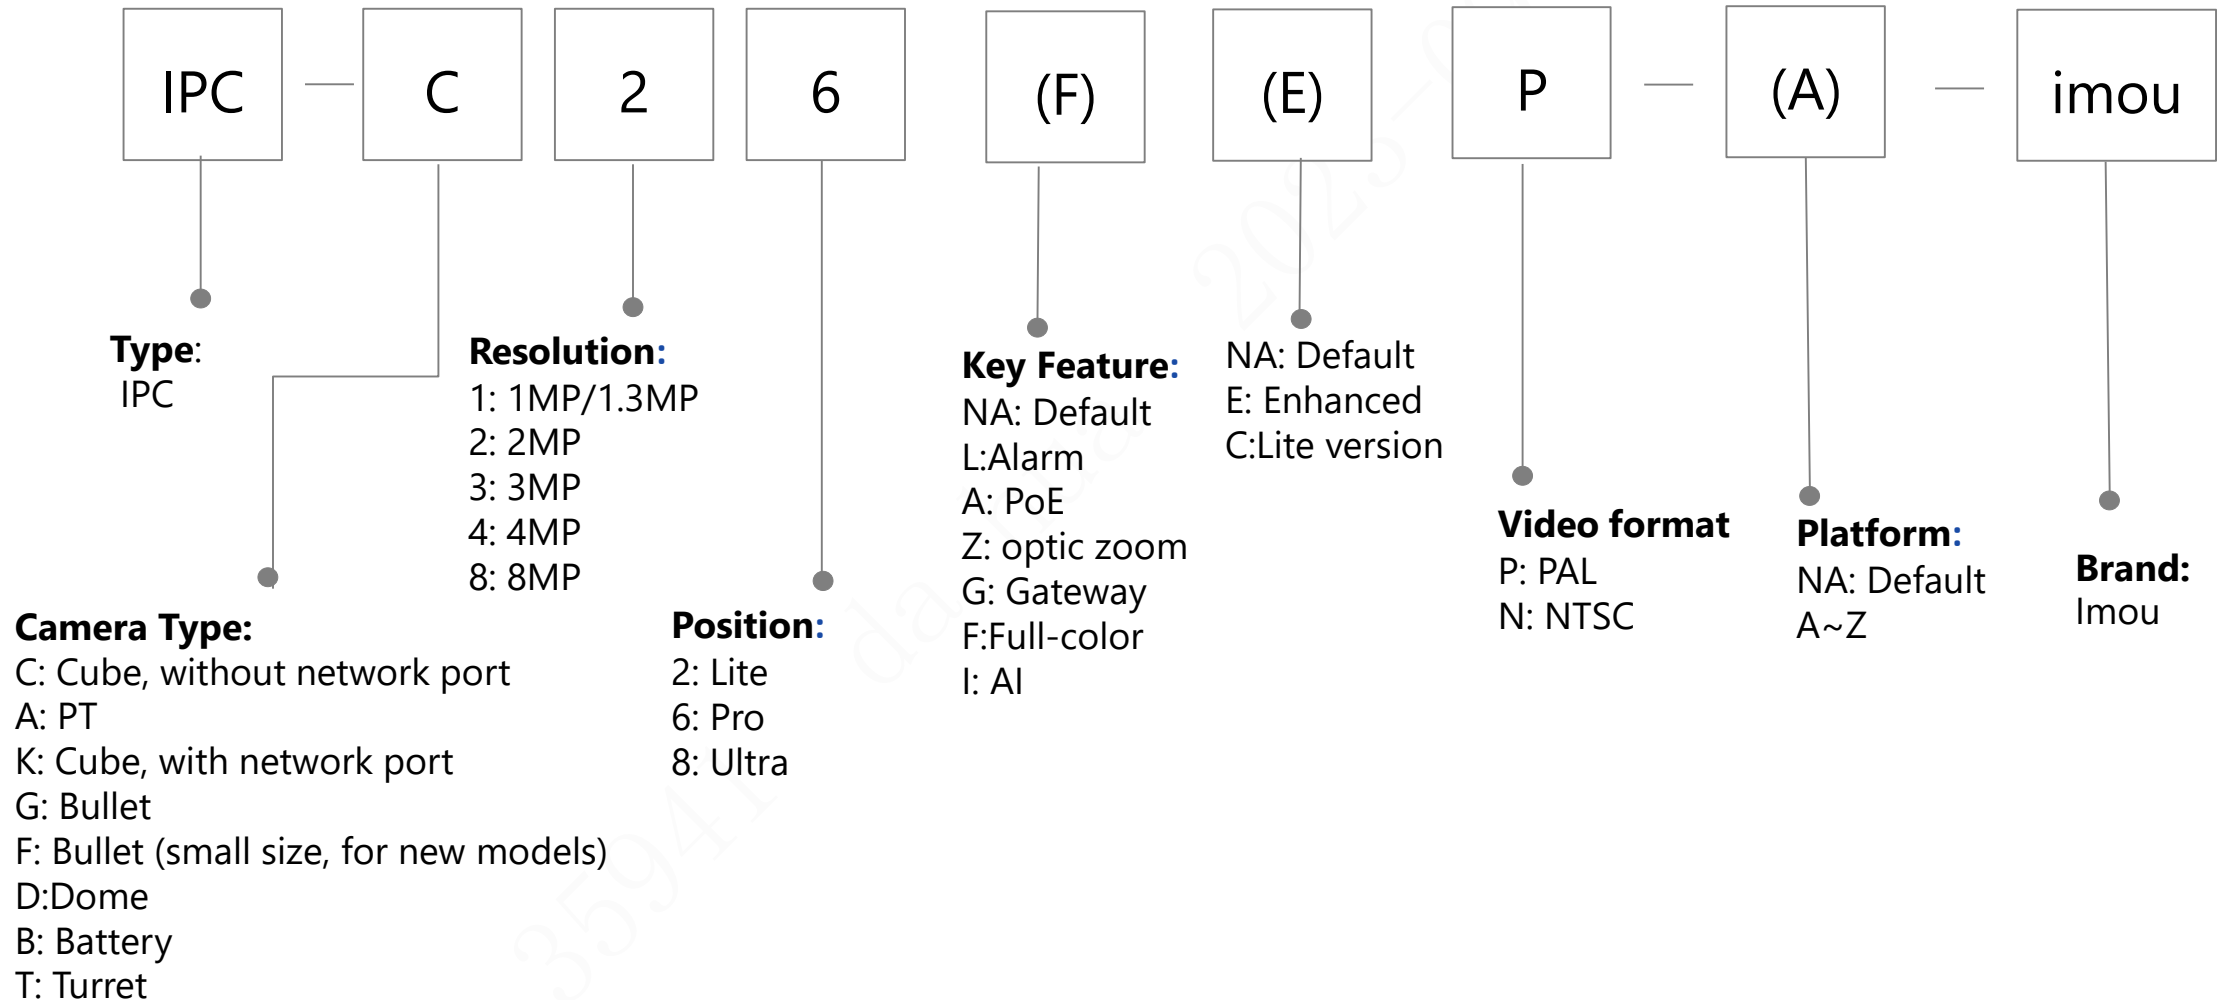 IPC — C 2 6 (F) (E) P — (A) — imou
Type:
IPC
Camera Type:
C: Cube, without network port
A: PT
K: Cube, with network port
G: Bullet
F: Bullet (small size, for new models)
D:Dome
B: Battery
T: Turret
Resolution:
1: 1MP/1.3MP
2: 2MP
3: 3MP
4: 4MP
8: 8MP
Position:
2: Lite
6: Pro
8: Ultra
Key Feature:
NA: Default
L:Alarm
A: PoE
Z: optic zoom
G: Gateway
F:Full-color
I: AI
NA: Default
E: Enhanced
C:Lite version
Video format
P: PAL
N: NTSC
Platform:
NA: Default
A~Z
Brand:
Imou